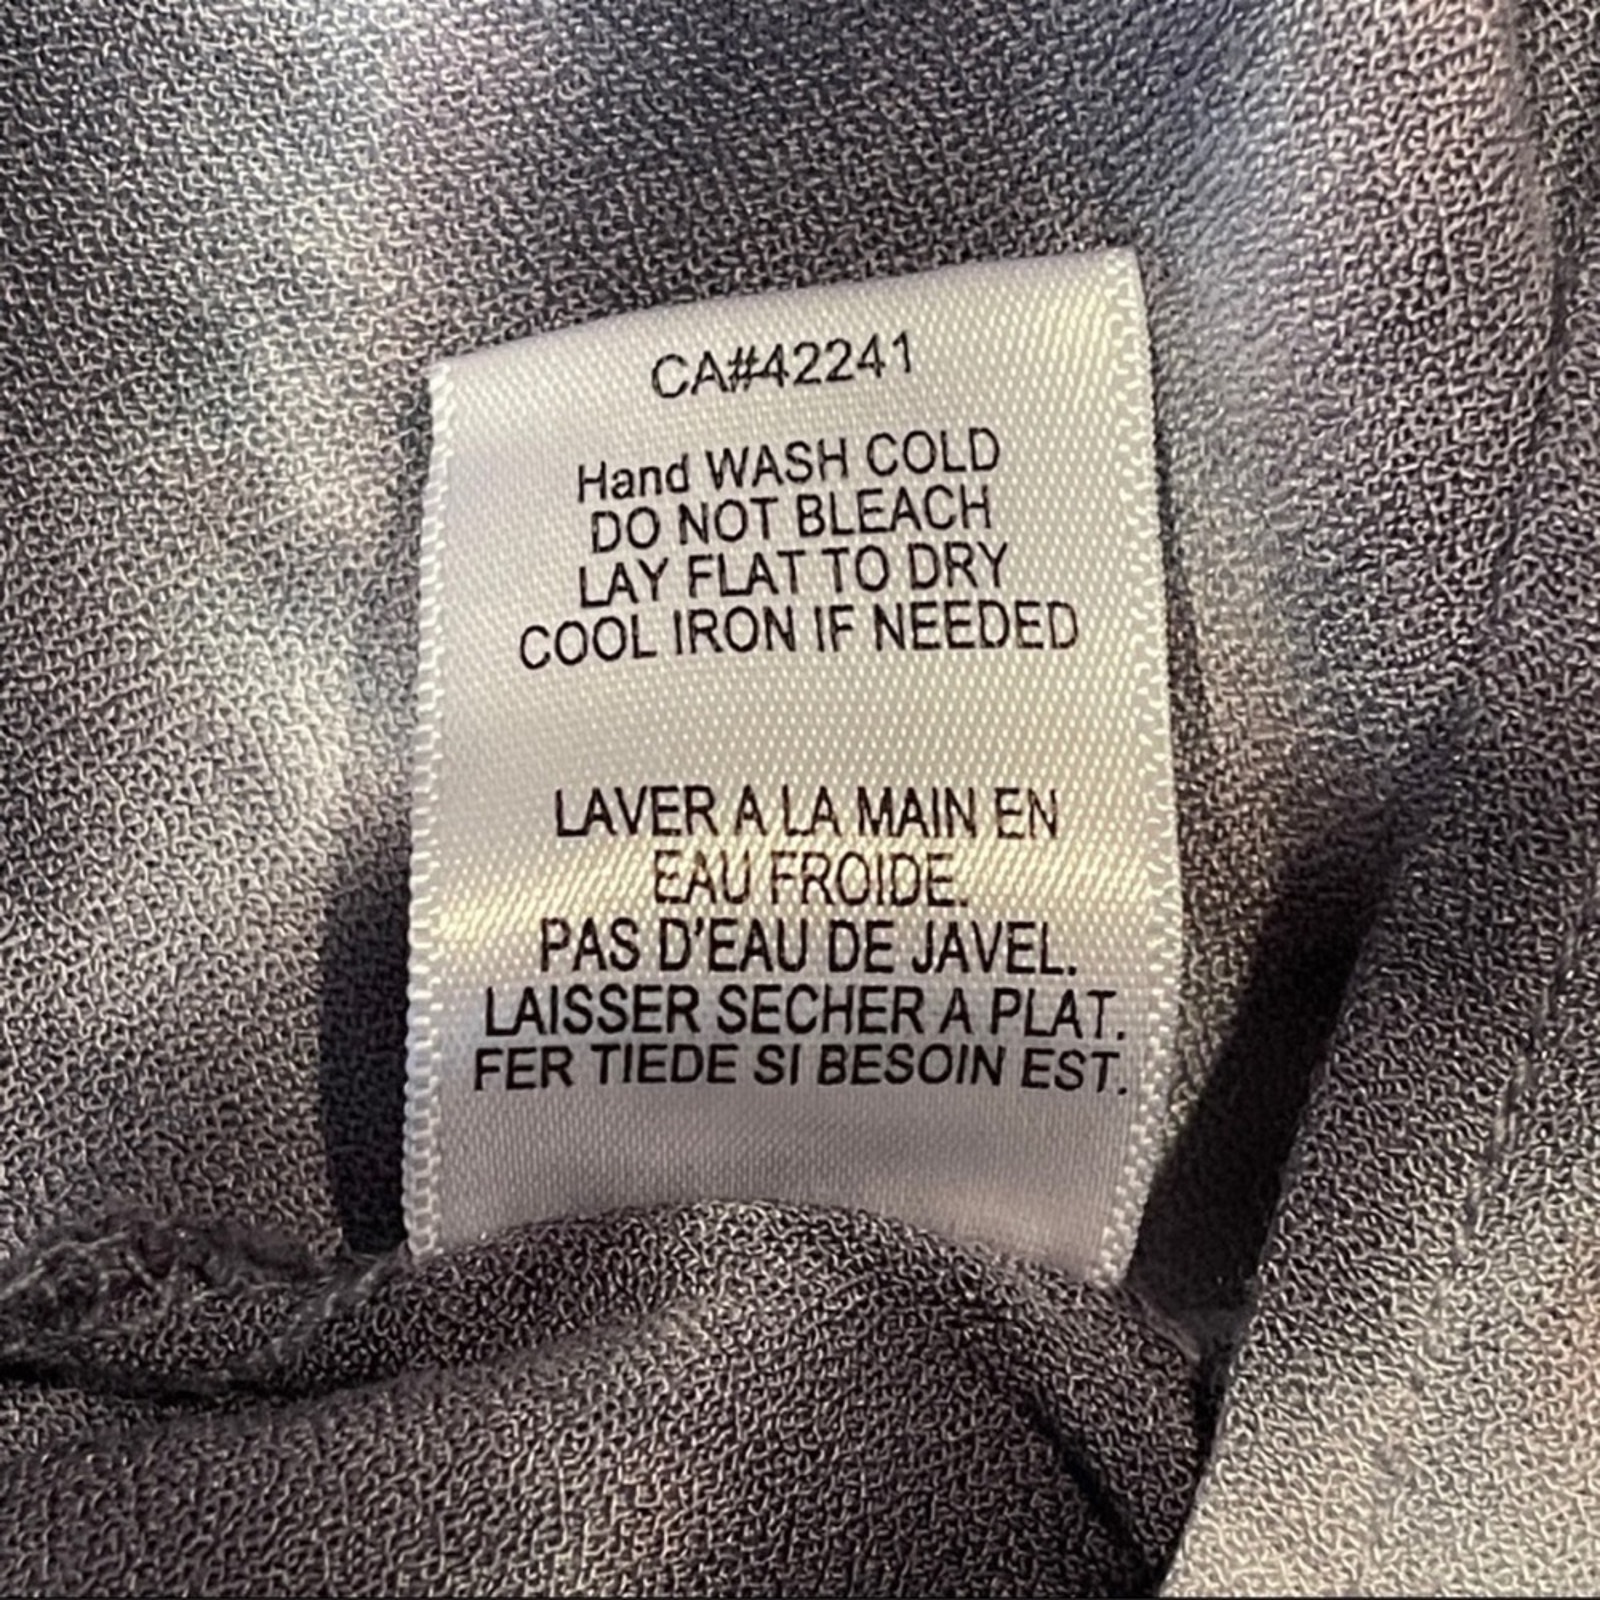 CA#42241
Hand WASH COLD
DO NOT BLEACH
LAY FLAT TO DRY
COOL IRON IF NEEDED
LAVER A LA MAIN EN
EAU FROIDE.
PAS D'EAU DE JAVEL.
LAISSER SECHER A PLAT.
FER TIEDE SI BESOIN EST.